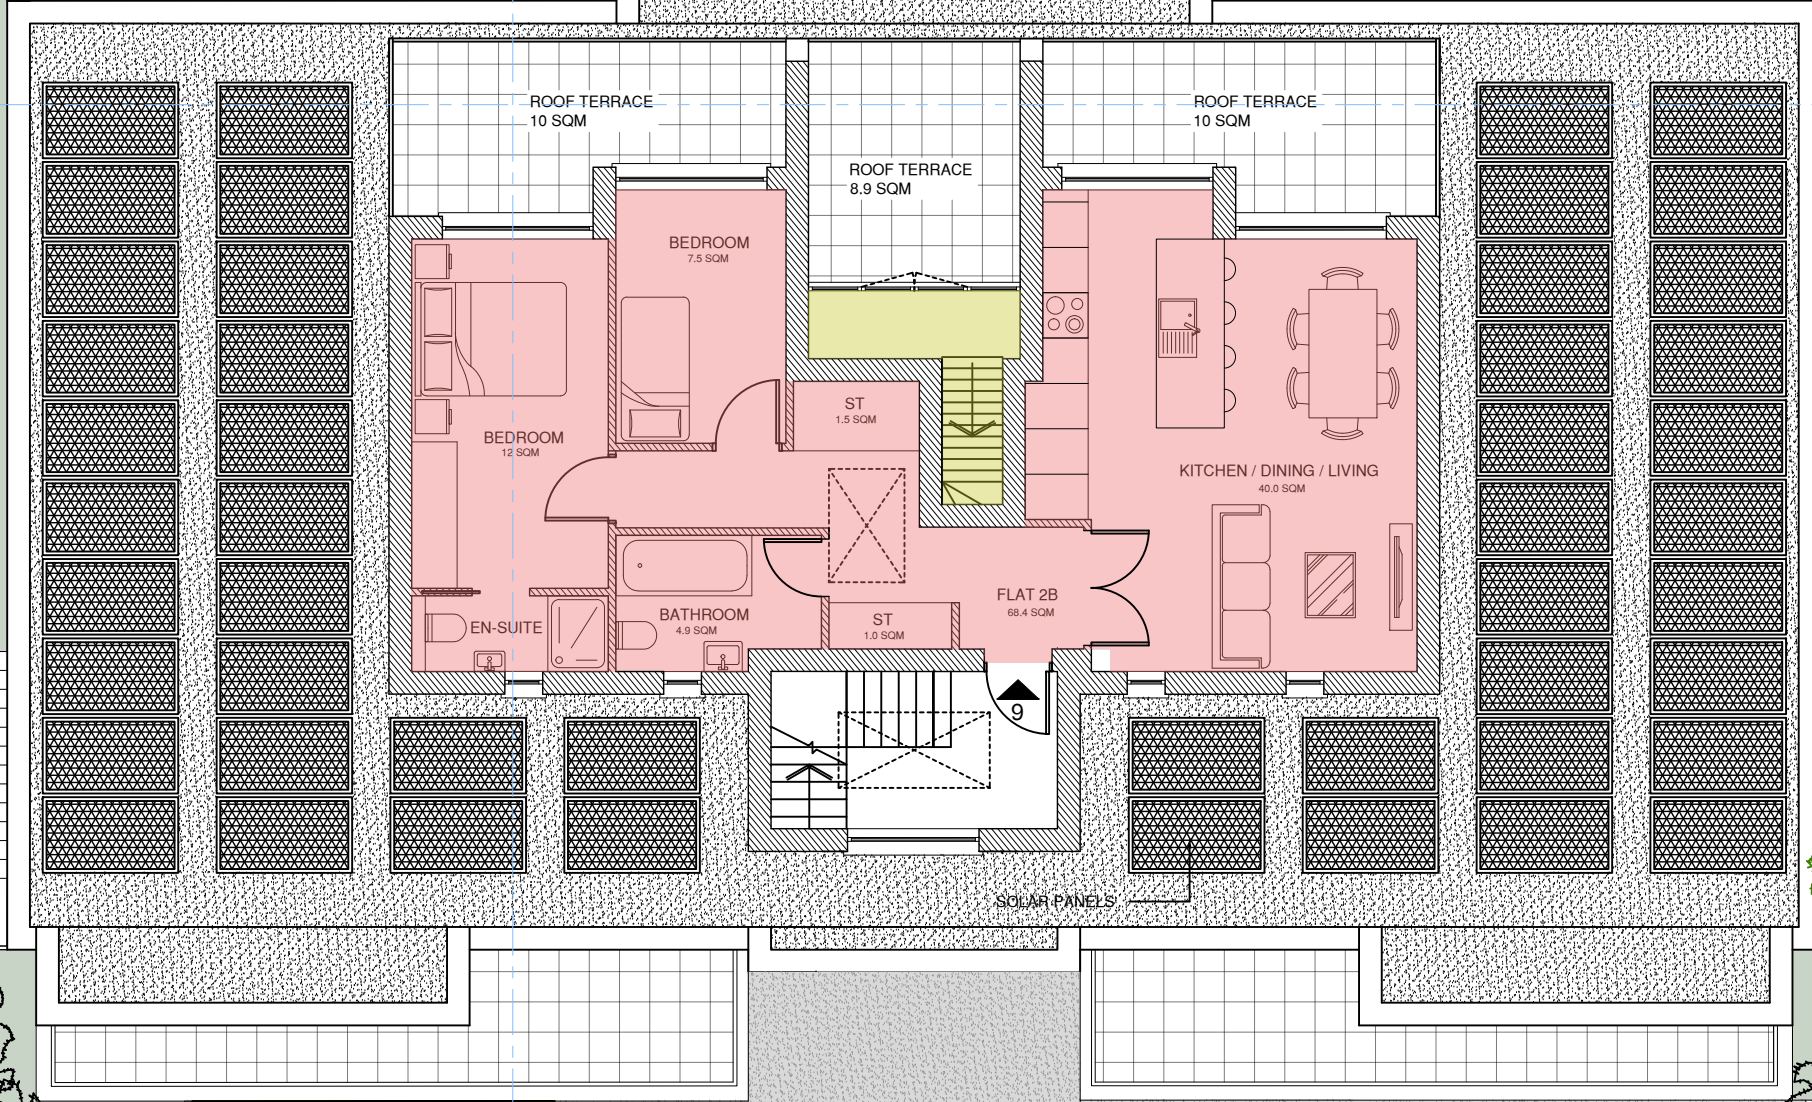 ROOF TERRACE
10 SQM
ROOF TERRACE
10 SQM
ROOF TERRACE
8.9 SQM
BEDROOM
7.5 SQM
ST
1.5 SQM
BEDROOM
12 SQM
KITCHEN / DINING / LIVING
40.0 SQM
FLAT 2B
68.4 SQM
BATHROOM
4.9 SQM
EN-SUITE
ST
1.0 SQM
9
SOLAR PANELS